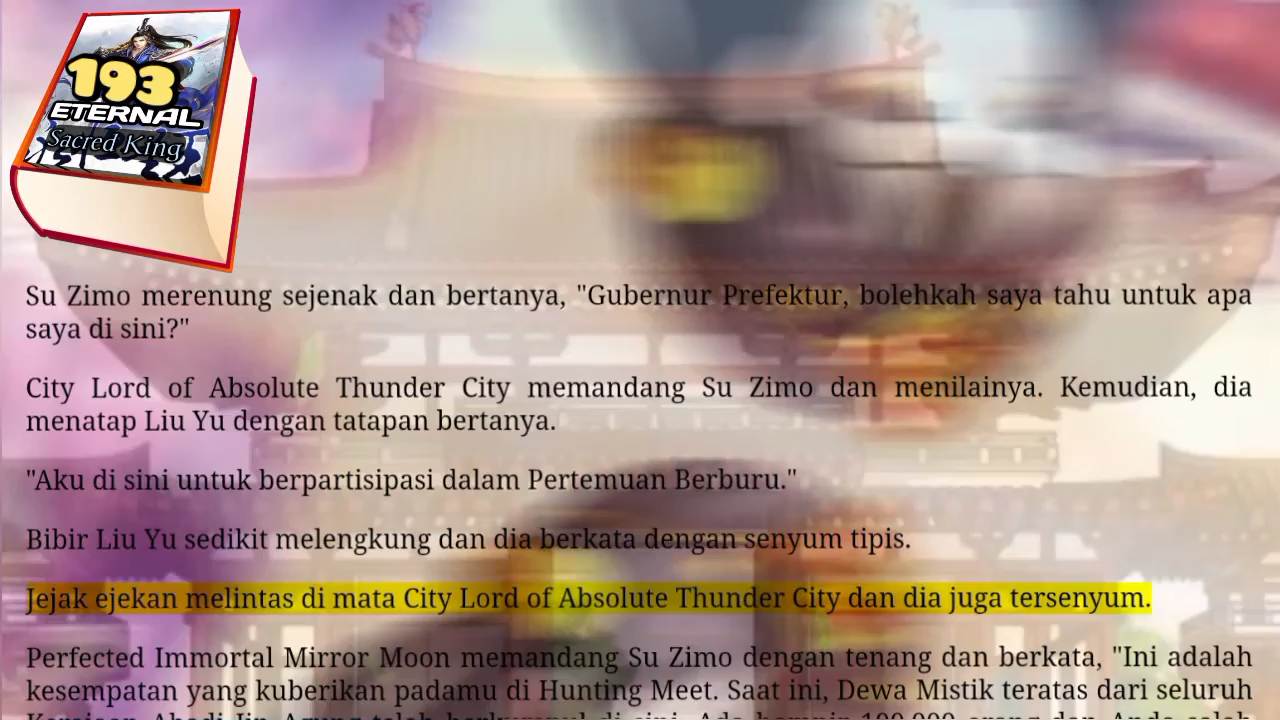 193
ETERNAL
Sacred King
Su Zimo merenung sejenak dan bertanya, "Gubernur Prefektur, bolehkah saya tahu untuk apa
saya di sini?"
City Lord of Absolute Thunder City memandang Su Zimo dan menilainya. Kemudian, dia
menatap Liu Yu dengan tatapan bertanya.
"Aku di sini untuk berpartisipasi dalam Pertemuan Berburu."
Bibir Liu Yu sedikit melengkung dan dia berkata dengan senyum tipis.
Jejak ejekan melintas di mata City Lord of Absolute Thunder City dan dia juga tersenyum.
Perfected Immortal Mirror Moon memandang Su Zimo dengan tenang dan berkata, "Ini adalah
kesempatan yang kuberikan padamu di Hunting Meet. Saat ini, Dewa Mistik teratas dari seluruh